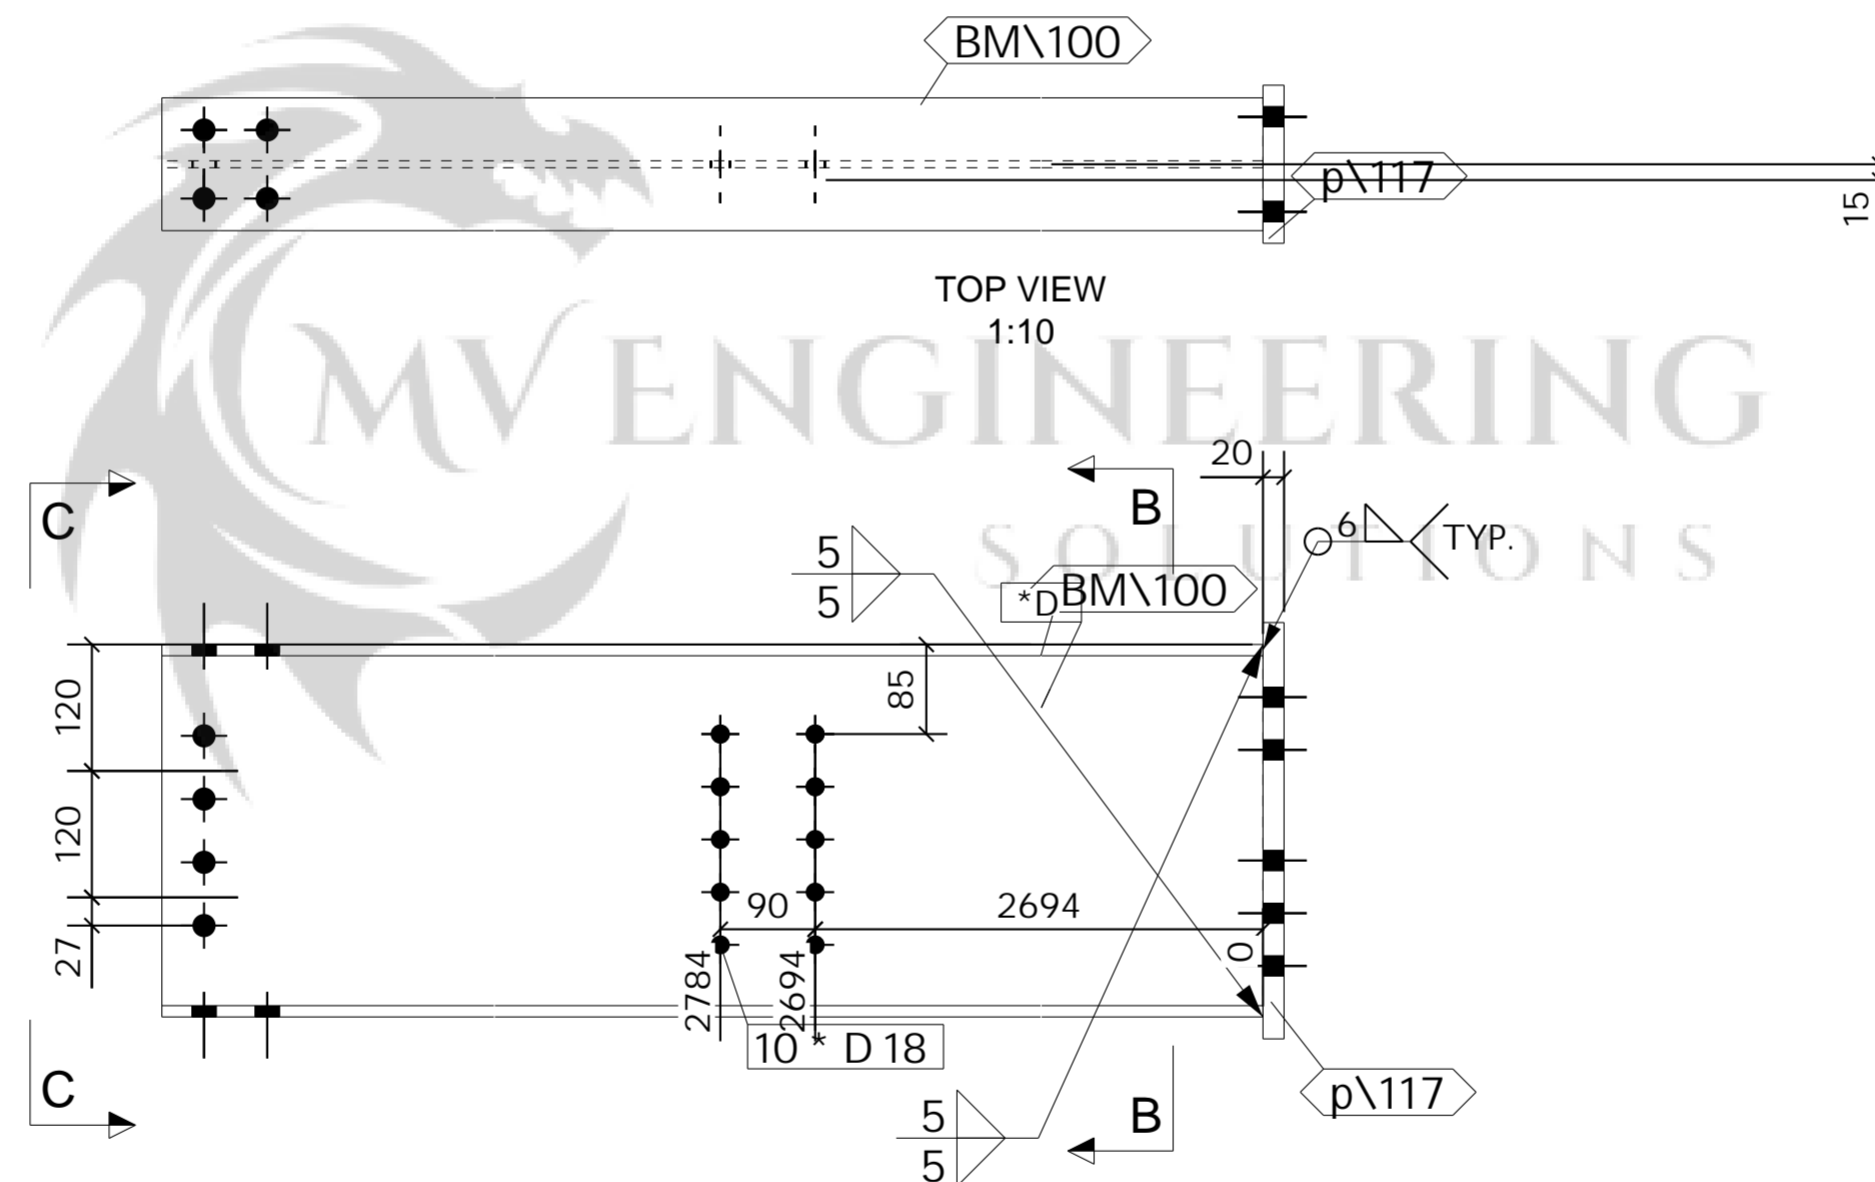 BM\100
p\117
15
TOP VIEW
1:10
MV ENGINEERING
SOLUTIONS
20
C
B
6
TYP.
5
5
*D
BM\100
120
85
120
90
2694
27
0
2784
2694
10 * D 18
C
B
p\117
5
5